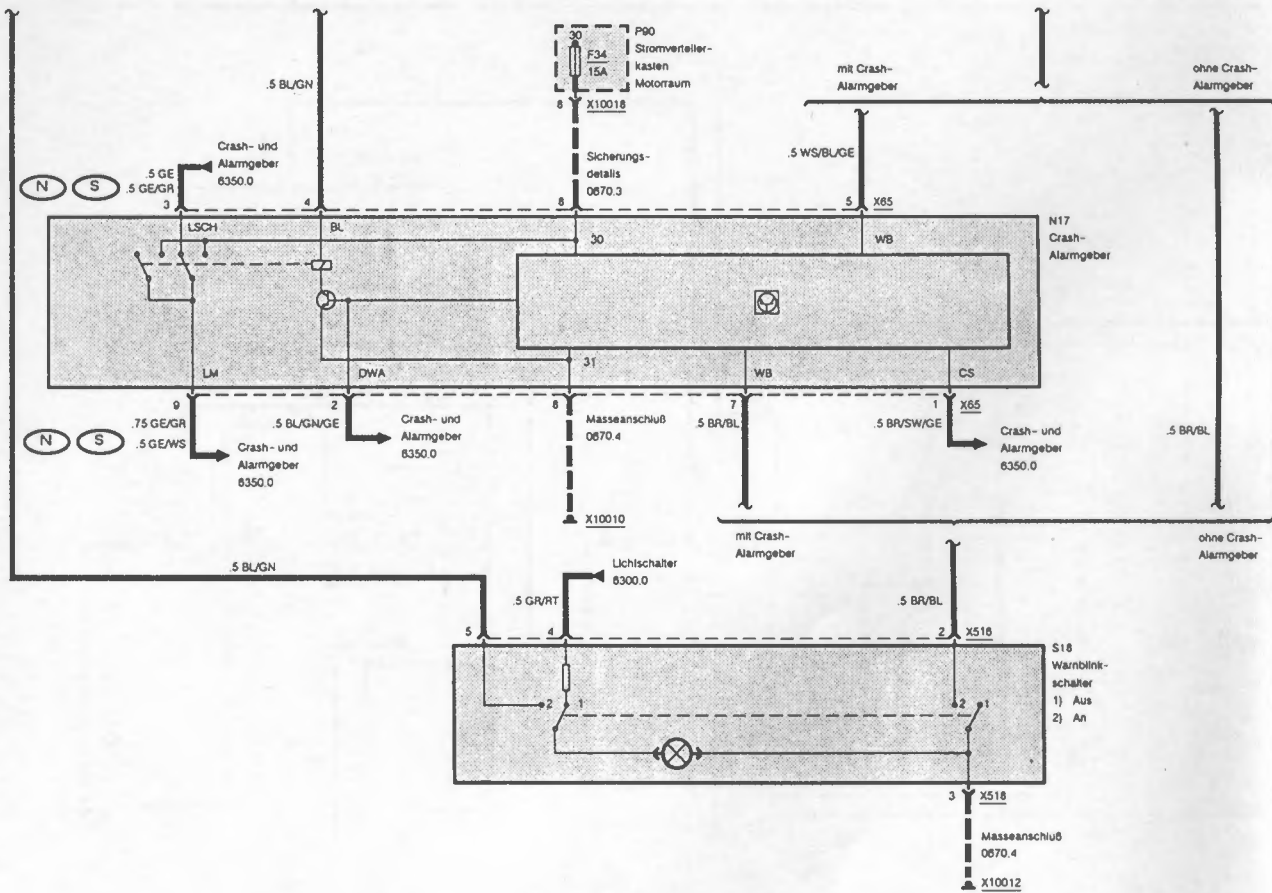 30
F34
15A
P90
Stromverteiler-
kasten
Motorraum
8
X10018
.5 BL/GN
mit Crash-
Alarmgeber
ohne Crash-
Alarmgeber
Crash- und
Alarmgeber
6350.0
.5 GE
.5 GE/GR
N
S
Sicherungs-
details
0670.3
.5 WS/BL/GE
3
4
6
5
X65
LSCH
BL
30
WB
N17
Crash-
Alarmgeber
31
LM
DWA
WB
CS
9
2
8
7
1
X65
N
S
.75 GE/GR
.5 GE/WS
Crash- und
Alarmgeber
6350.0
.5 BL/GN/GE
Crash- und
Alarmgeber
6350.0
Masseanschluß
0670.4
.5 BR/BL
.5 BR/SW/GE
Crash- und
Alarmgeber
6350.0
.5 BR/BL
X10010
mit Crash-
Alarmgeber
ohne Crash-
Alarmgeber
.5 BL/GN
Lichtschalter
6300.0
.5 GR/RT
.5 BR/BL
5
4
2
X518
S18
Warnblink-
schalter
1) Aus
2) An
2
1
2
1
3
X518
Masseanschluß
0670.4
X10012